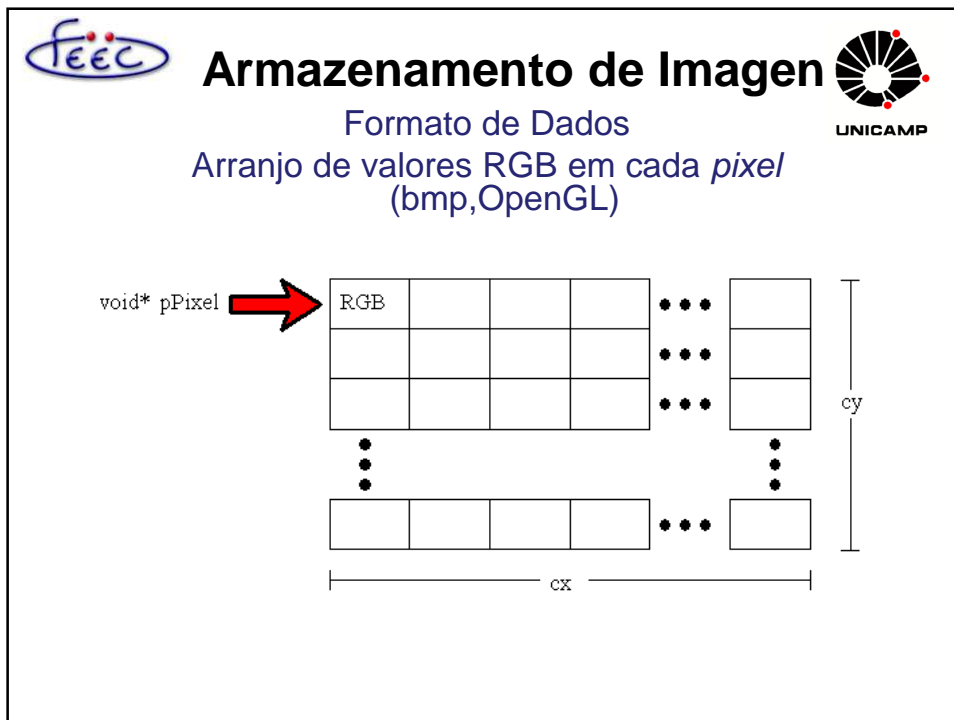 feec
Armazenamento de Imagen
UNICAMP
Formato de Dados
Arranjo de valores RGB em cada pixel
(bmp,OpenGL)
void* pPixel
RGB
cy
cx